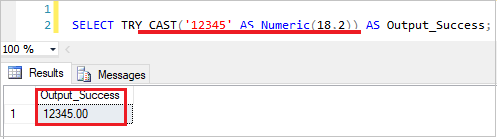 1
2 SELECT TRY_CAST('12345' AS Numeric(18,2)) AS Output_Success;
100 %
Results Messages
Output_Success
1 12345.00